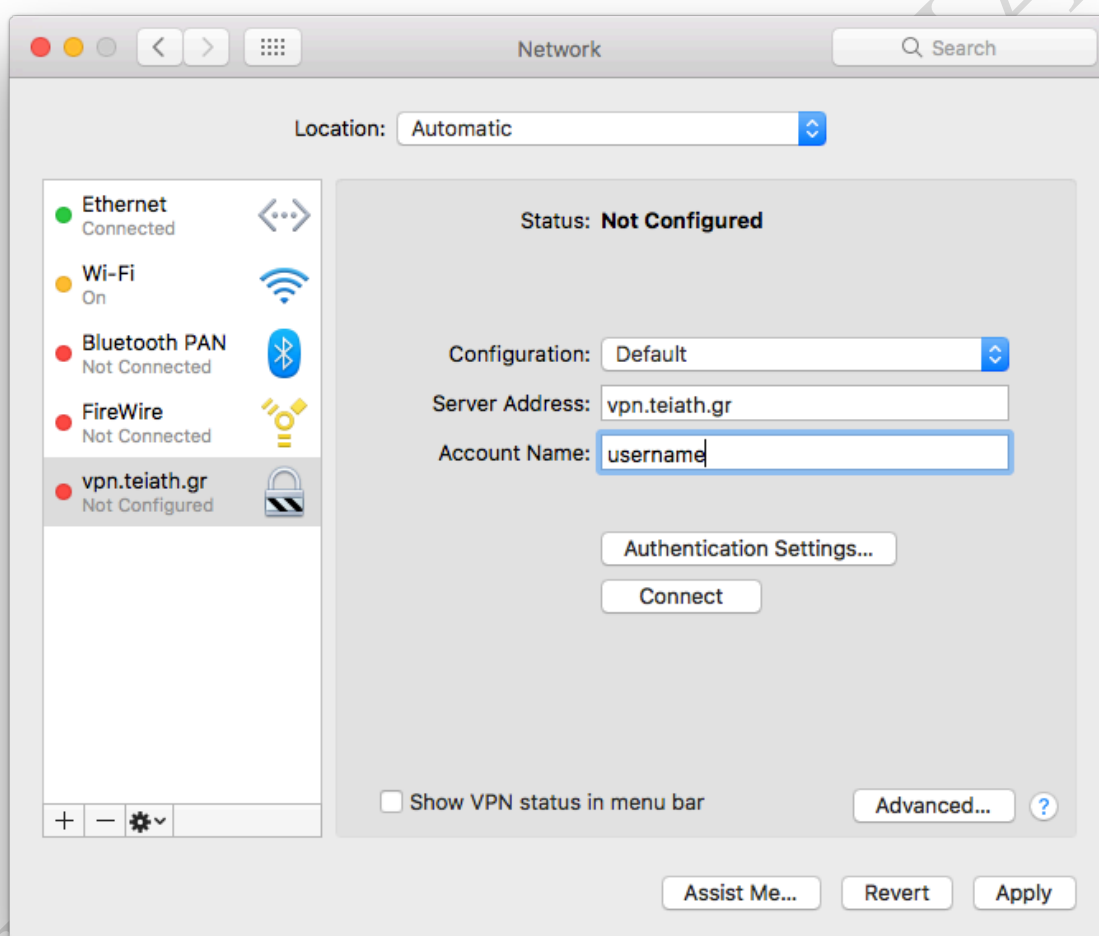 Network
Search
Location: Automatic
Ethernet
Connected
Wi-Fi
On
Bluetooth PAN
Not Connected
FireWire
Not Connected
vpn.teiath.gr
Not Configured
Status: Not Configured
Configuration: Default
Server Address: vpn.teiath.gr
Account Name: username
Authentication Settings...
Connect
Show VPN status in menu bar
Advanced...
?
Assist Me...
Revert
Apply